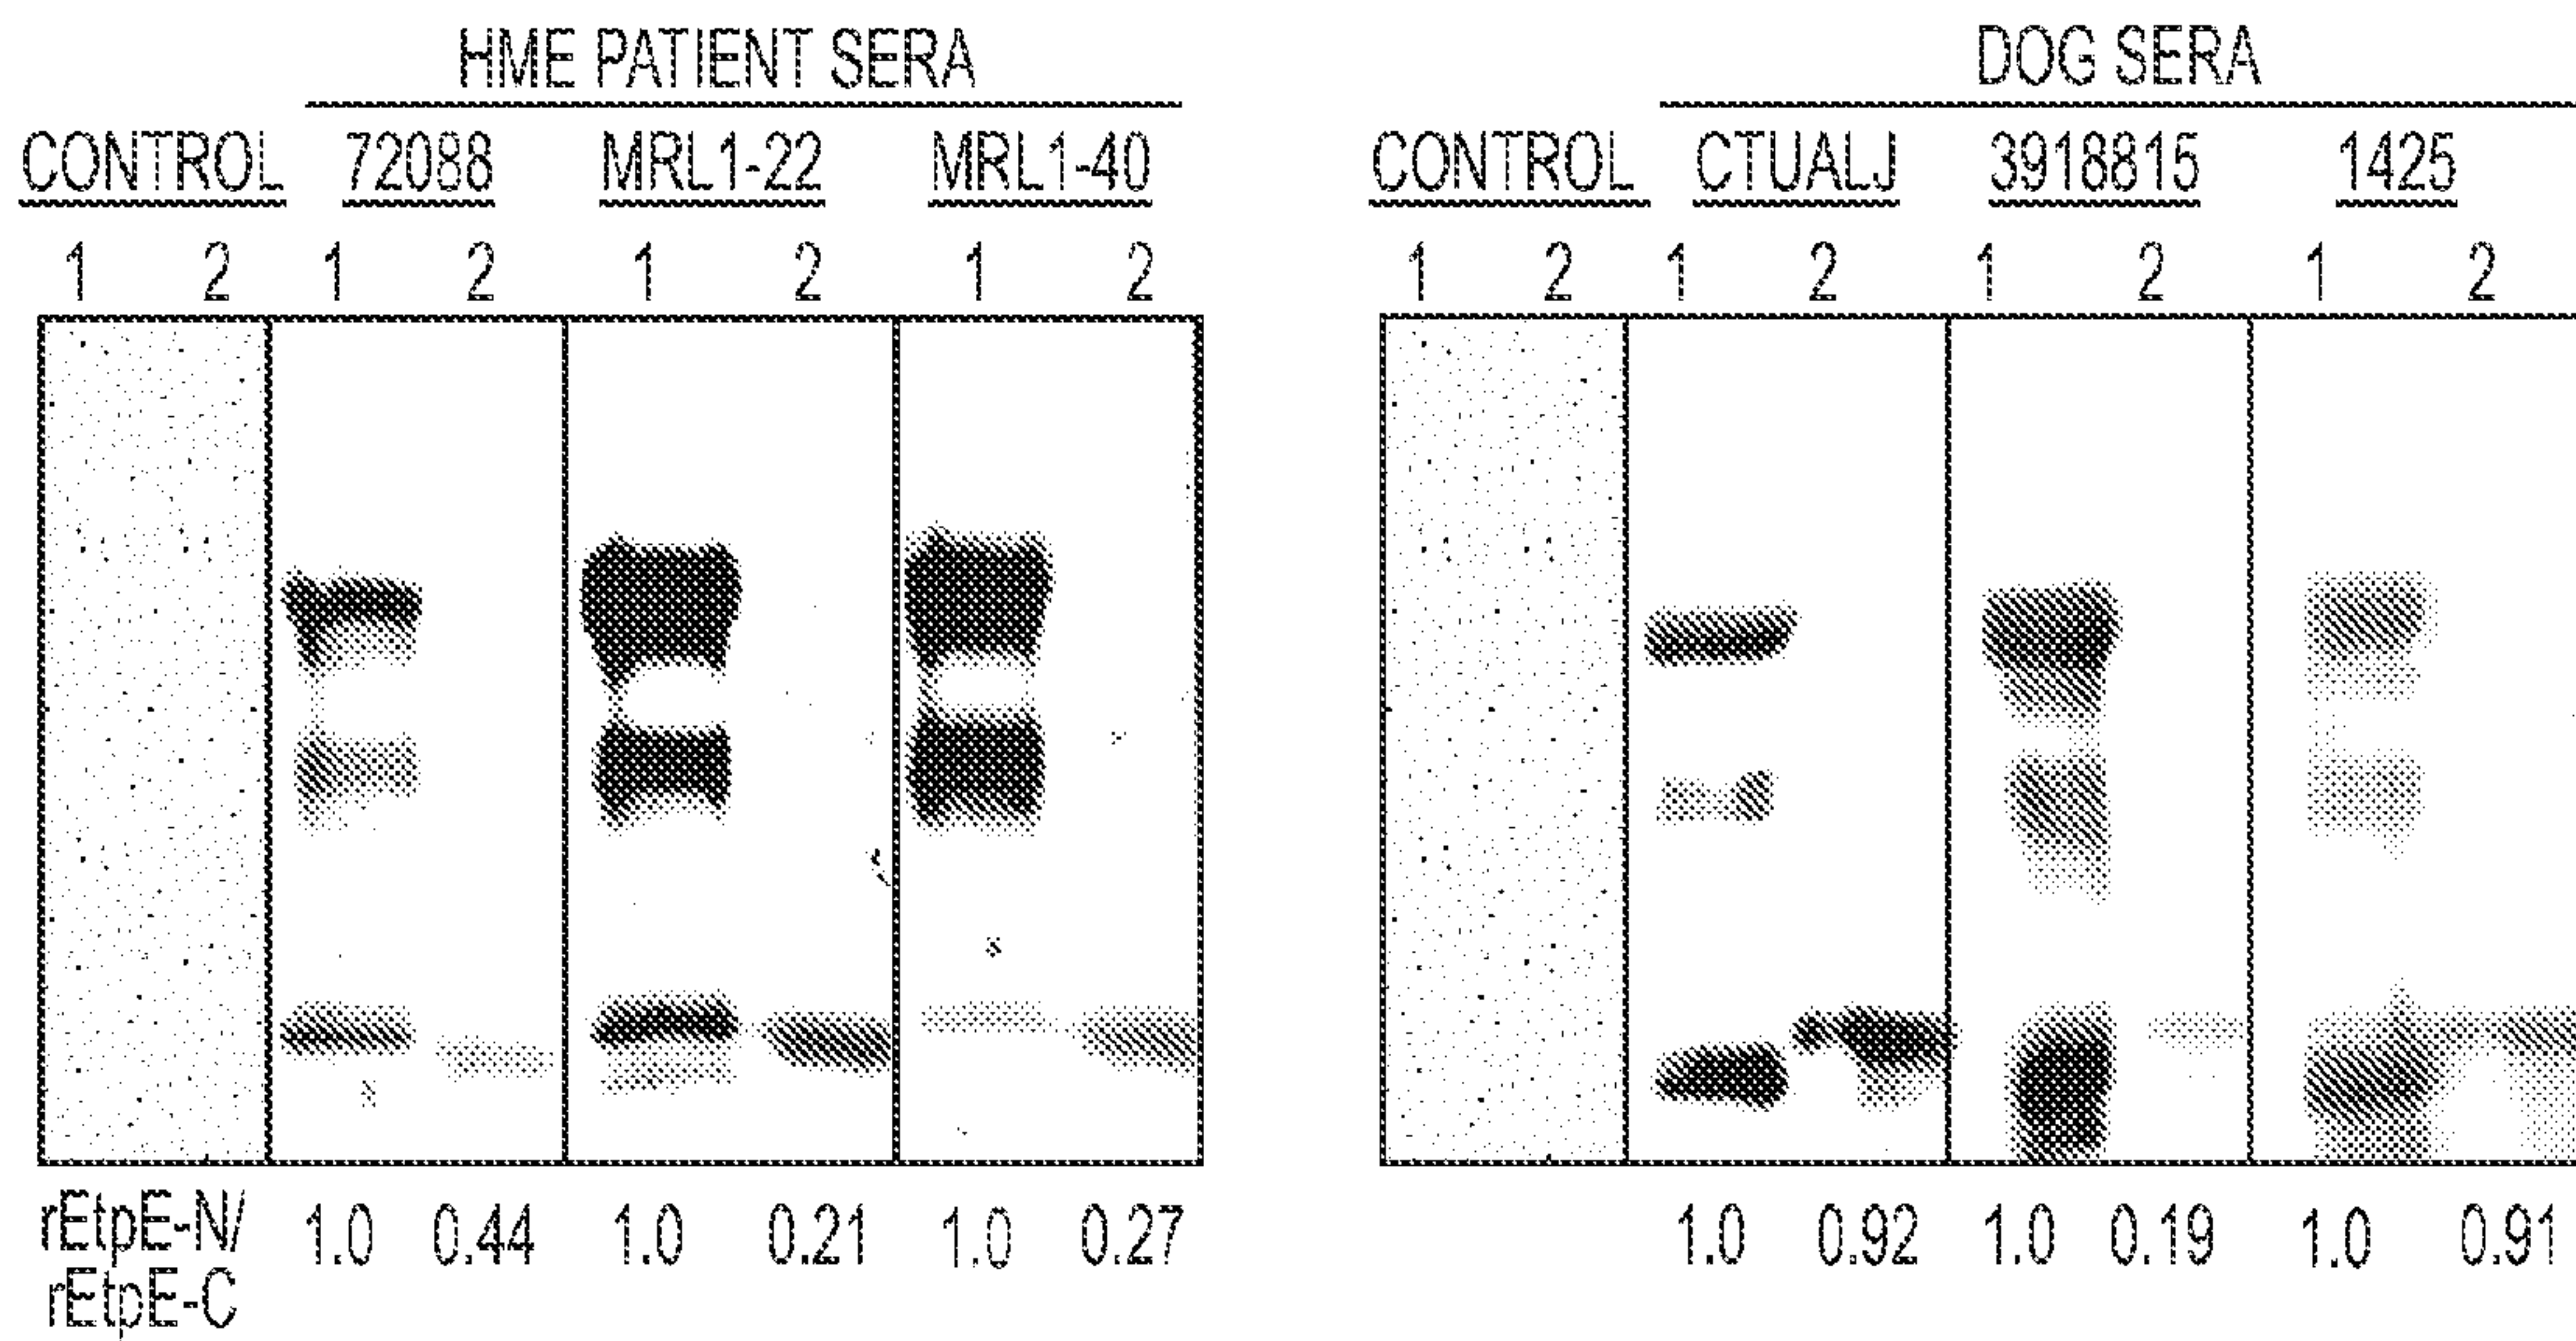 HME PATIENT SERA
CONTROL 72088 MRL1-22 MRL1-40
1 2 1 2 1 2 1 2
rEtpE-N/ 1.0 0.44 1.0 0.21 1.0 0.27
rEtpE-C
DOG SERA
CONTROL CTUALJ 3918815 1425
1 2 1 2 1 2 1 2
1.0 0.92 1.0 0.19 1.0 0.91